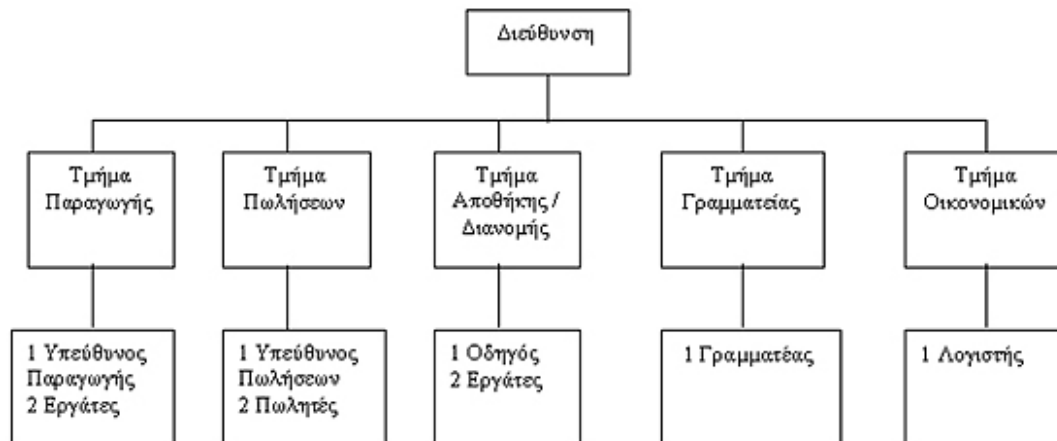 Διεύθυνση
Τμήμα
Παραγωγής
Τμήμα
Πωλήσεων
Τμήμα
Αποθήκης /
Διανομής
Τμήμα
Γραμματείας
Τμήμα
Οικονομικών
1 Υπεύθυνος
Παραγωγής
2 Εργάτες
1 Υπεύθυνος
Πωλήσεων
2 Πωλητές
1 Οδηγός
2 Εργάτες
1 Γραμματέας
1 Λογιστής